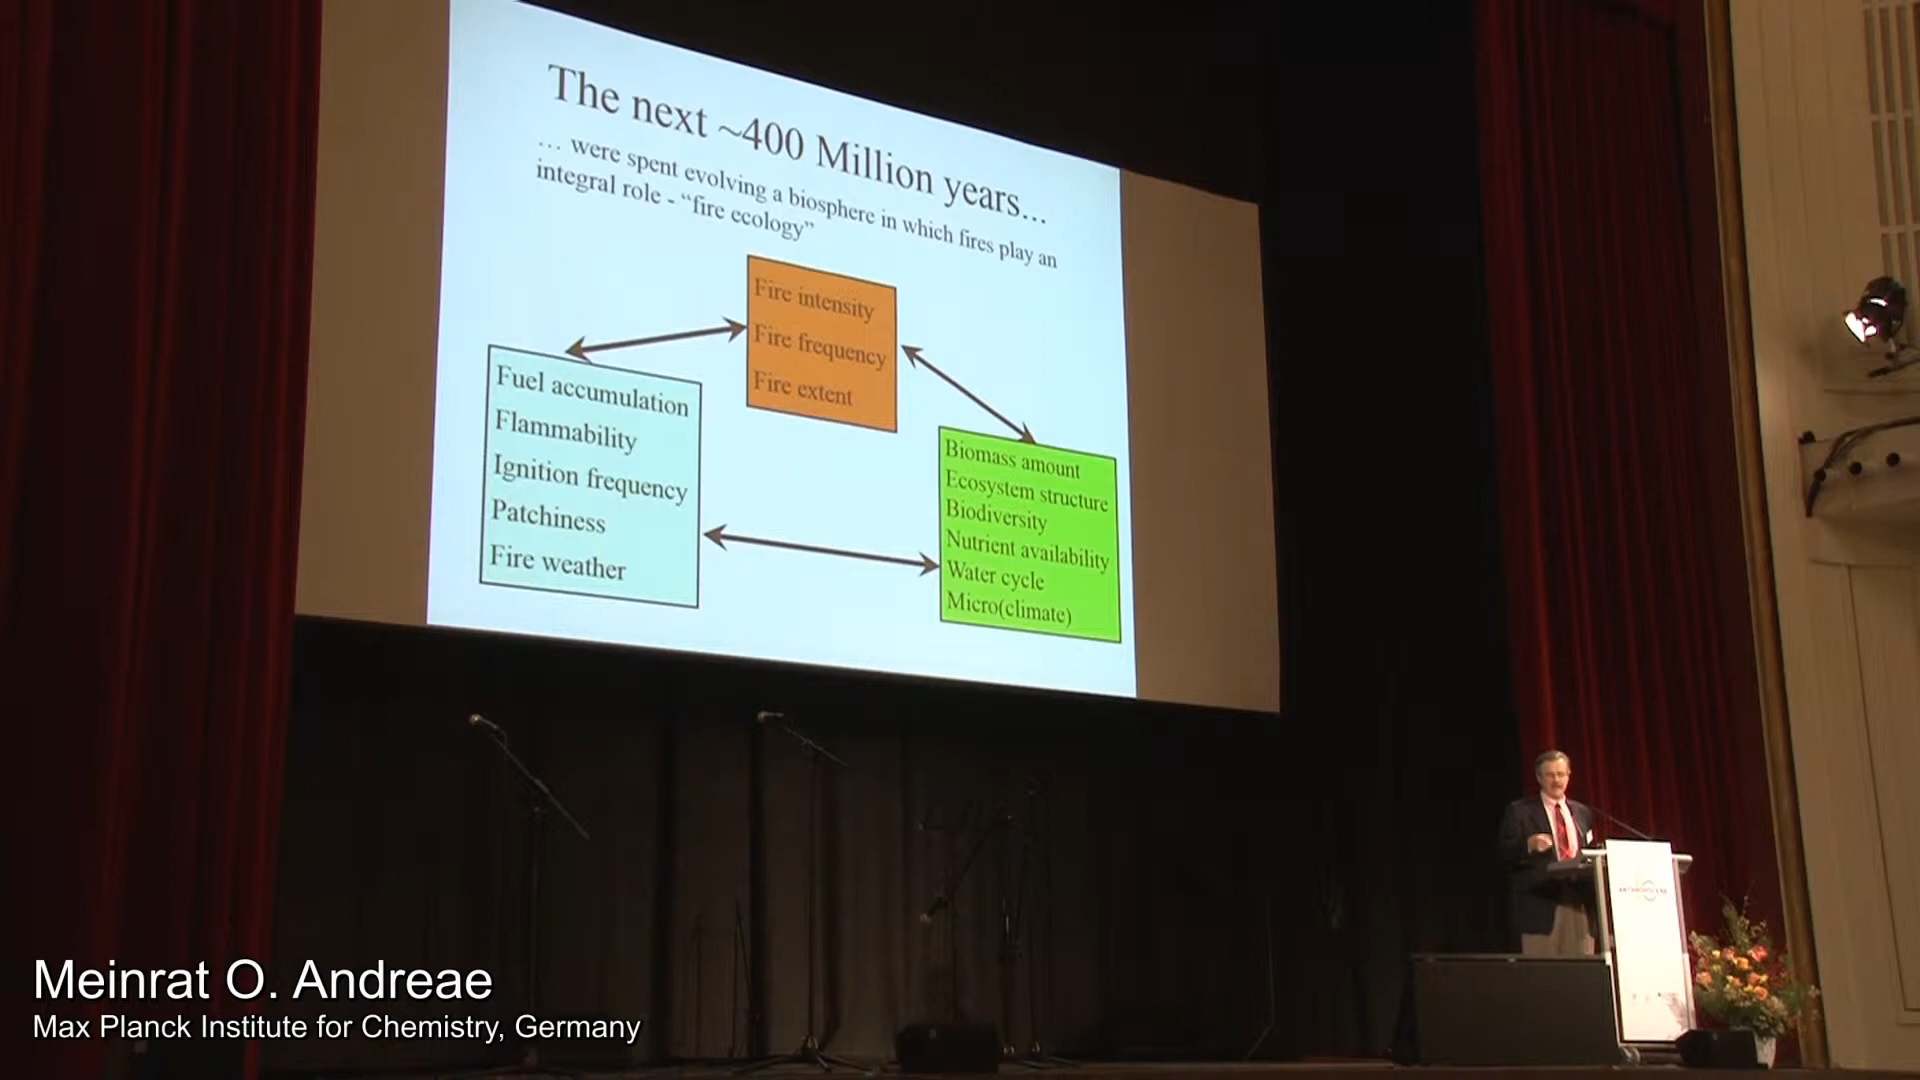 The next ~400 Million years...
... were spent evolving a biosphere in which fires play an
integral role - “fire ecology”
Fire intensity
Fire frequency
Fire extent
Fuel accumulation
Flammability
Ignition frequency
Patchiness
Fire weather
Biomass amount
Ecosystem structure
Biodiversity
Nutrient availability
Water cycle
Micro(climate)
Meinrat O. Andreae
Max Planck Institute for Chemistry, Germany